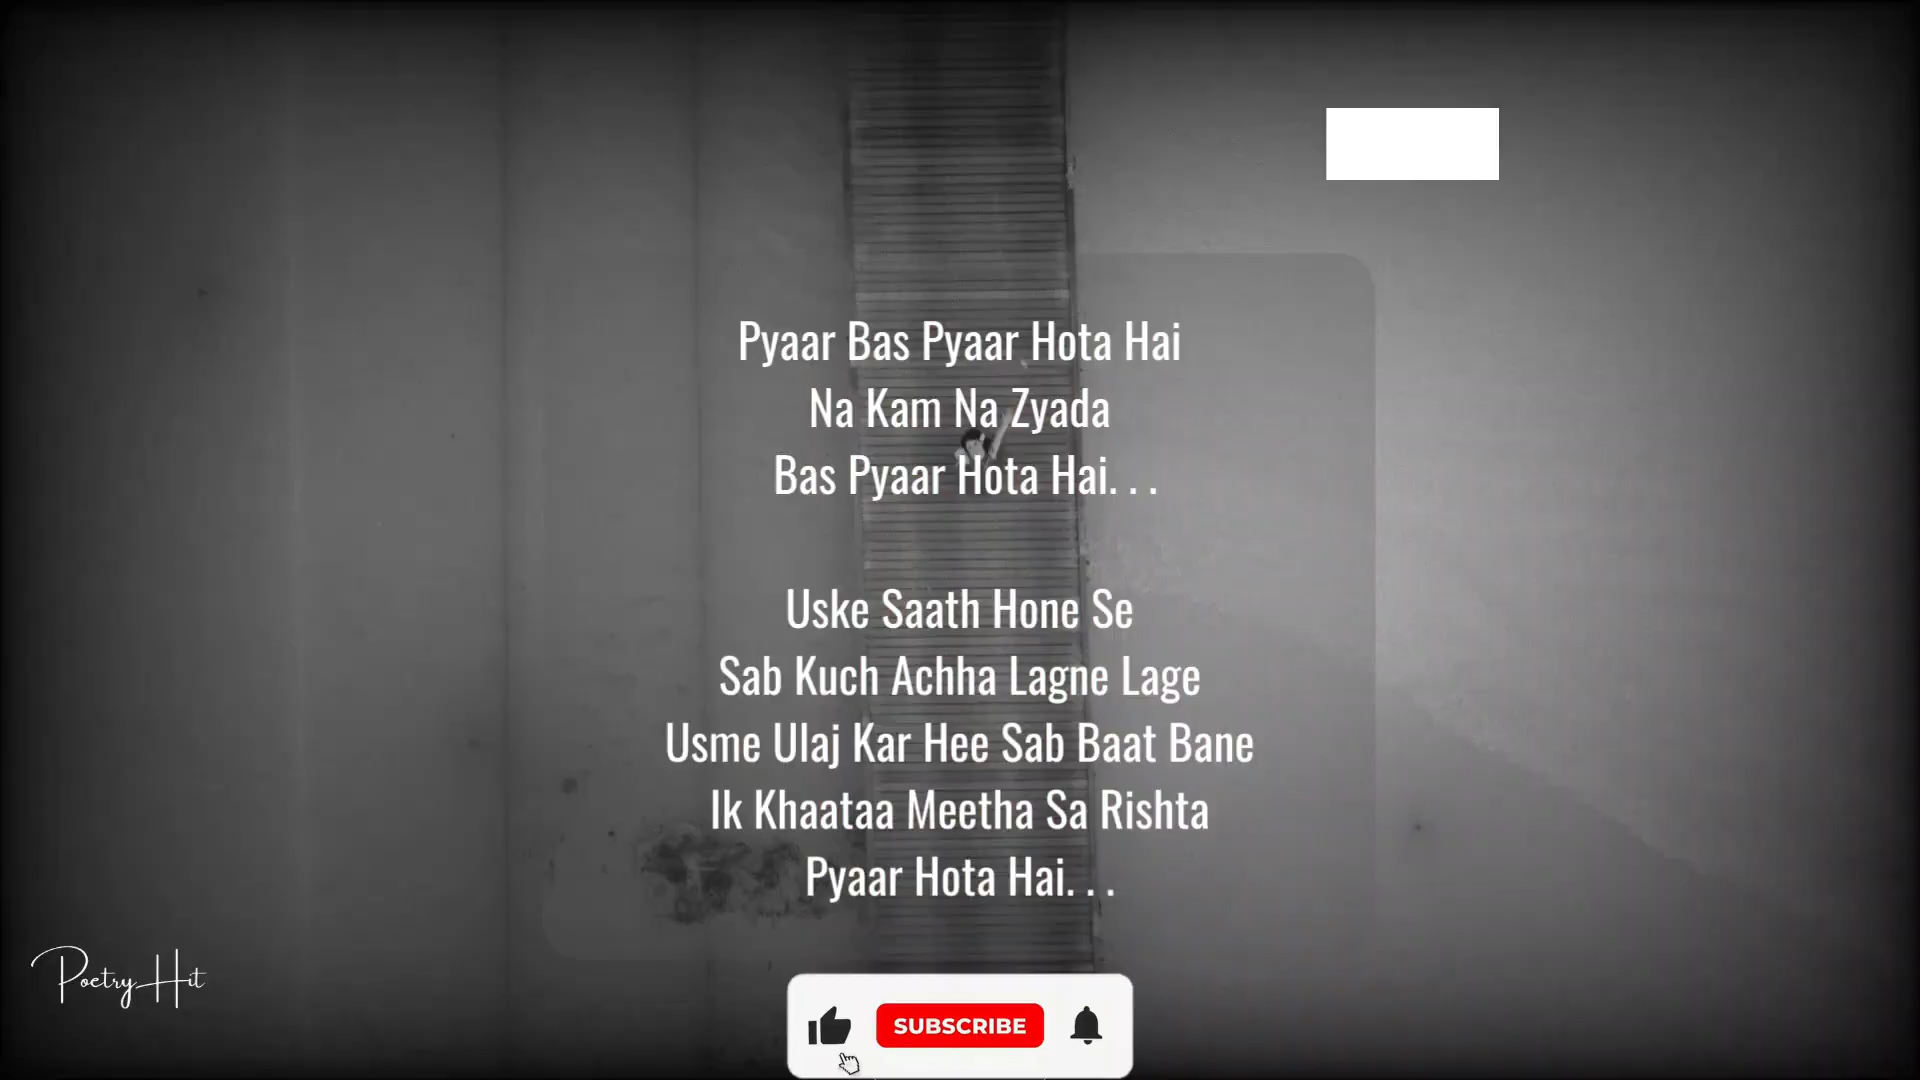 Pyaar Bas Pyaar Hota Hai
Na Kam Na Zyada
Bas Pyaar Hota Hai. . .
Uske Saath Hone Se
Sab Kuch Achha Lagne Lage
Usme Ulaj Kar Hee Sab Baat Bane
Ik Khaataa Meetha Sa Rishta
Pyaar Hota Hai. . .
Poetry Hit
SUBSCRIBE